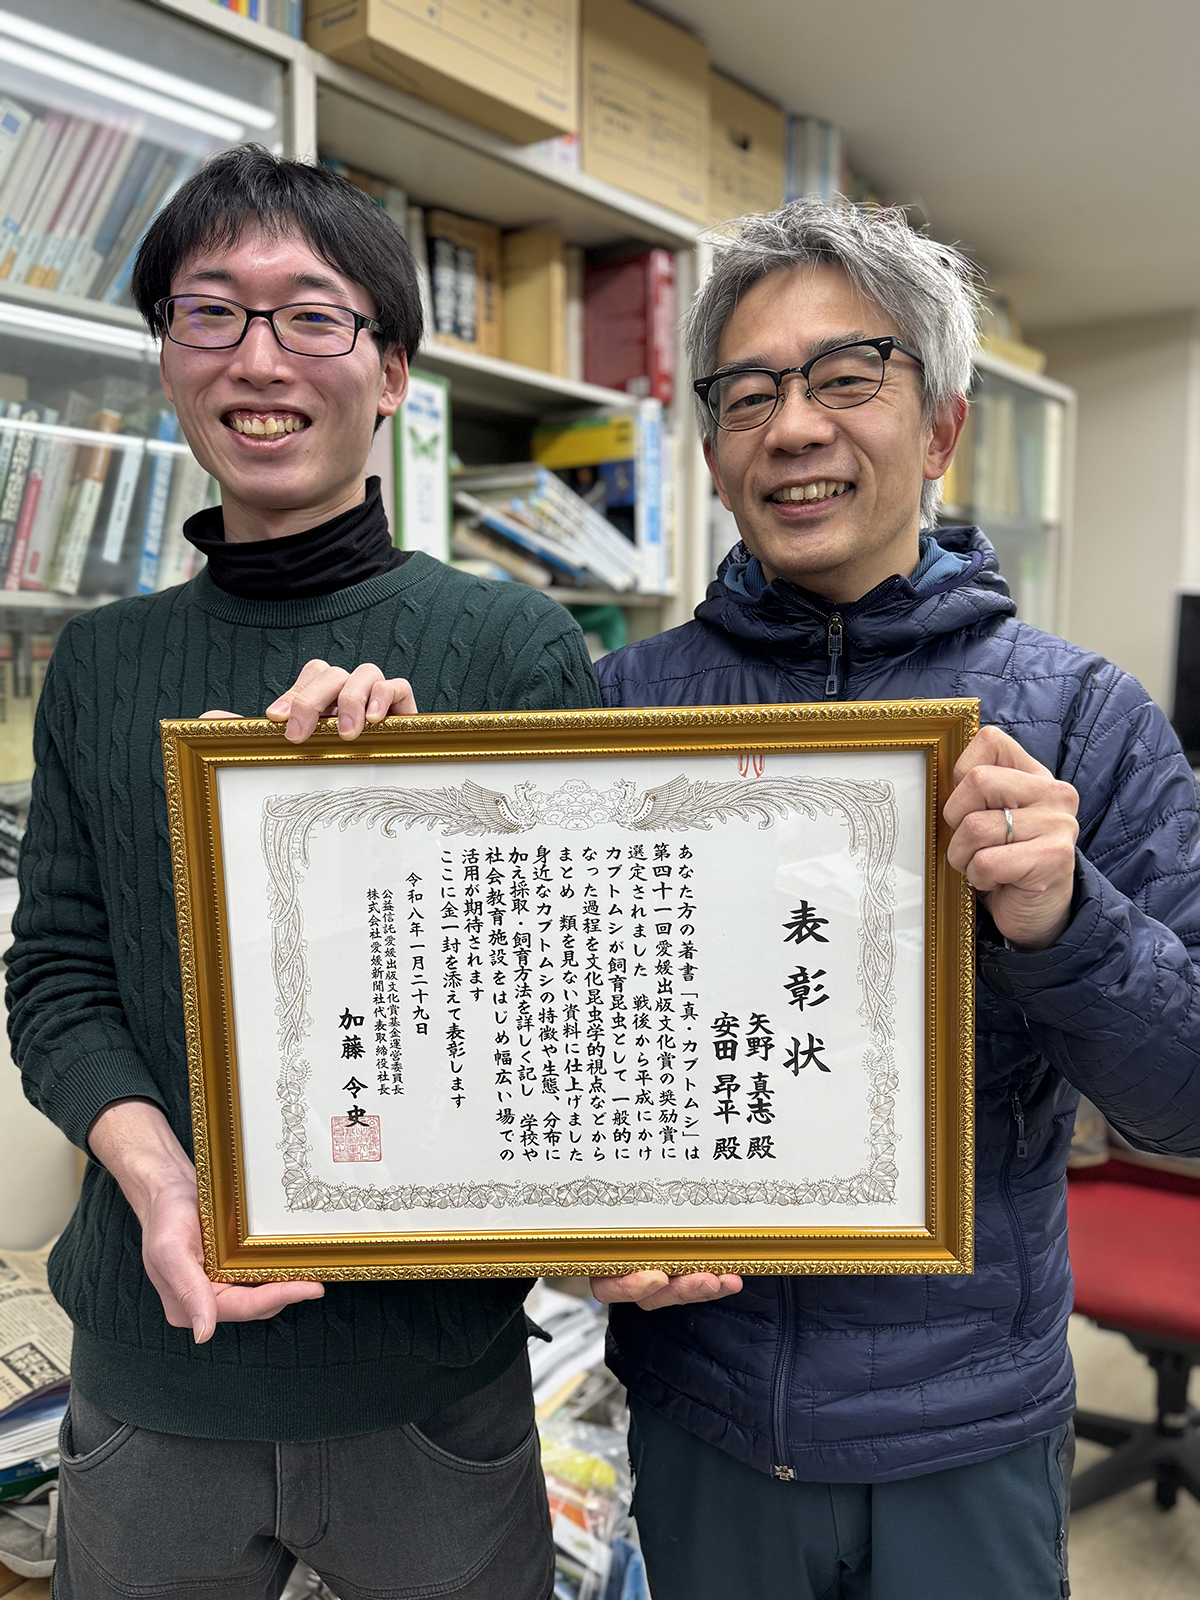 表彰状
矢野 真志 殿
安田 昂平 殿
あなた方の著書「真・カブトムシ」は
第四十一回愛媛出版文化賞の奨励賞に
選定されました 戦後から平成にかけ
カブトムシが飼育昆虫として 一般的に
なった過程を文化昆虫学的視点などから
まとめ 類を見ない資料に仕上げました
身近なカブトムシの特徴や生態、分布に
加え採取・飼育方法を詳しく記し 学校や
社会教育施設をはじめ幅広い場での
活用が期待されます
ここに金一封を添えて表彰します
令和八年一月二十九日
公益信託愛媛出版文化賞基金運営委員長
株式会社愛媛新聞社代表取締役社長
加藤 令史